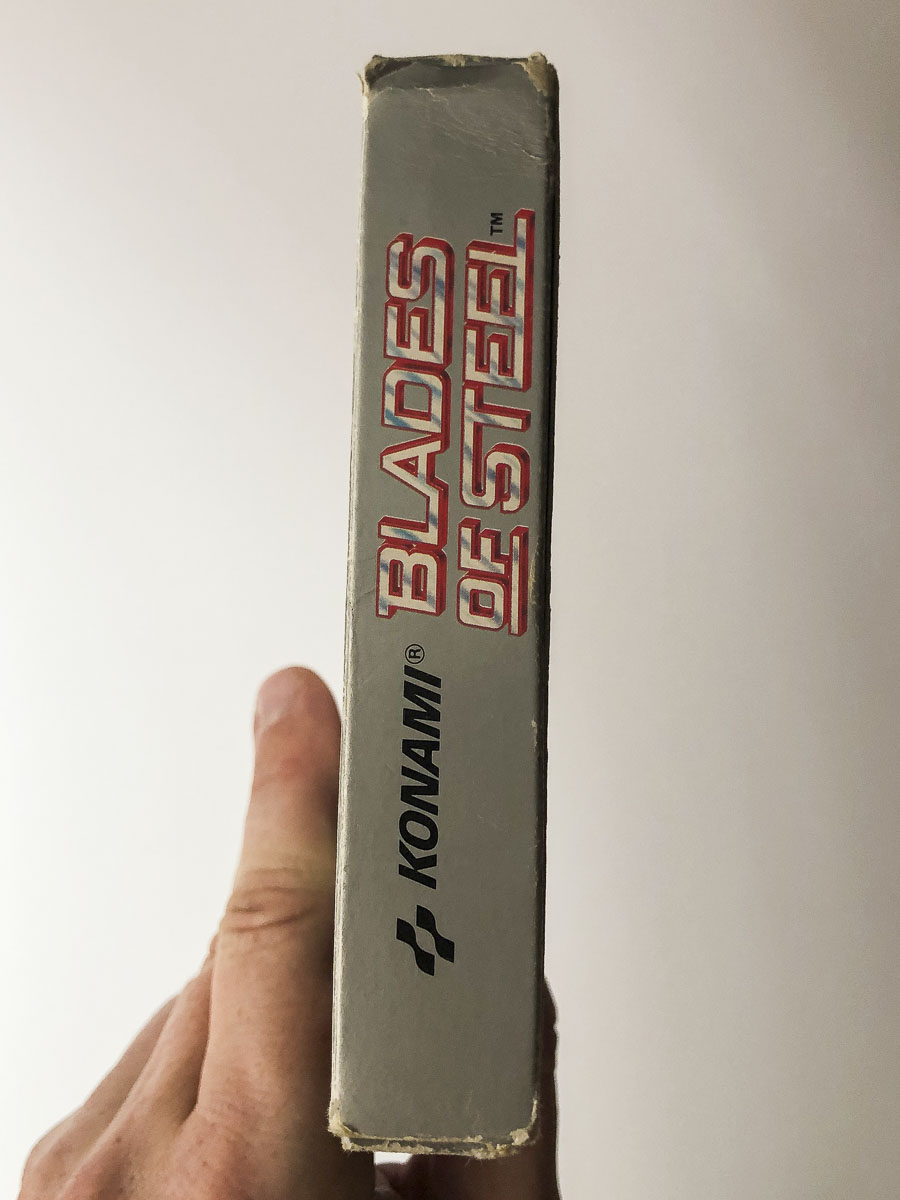 KONAMI®
BLADES
OF STEEL™